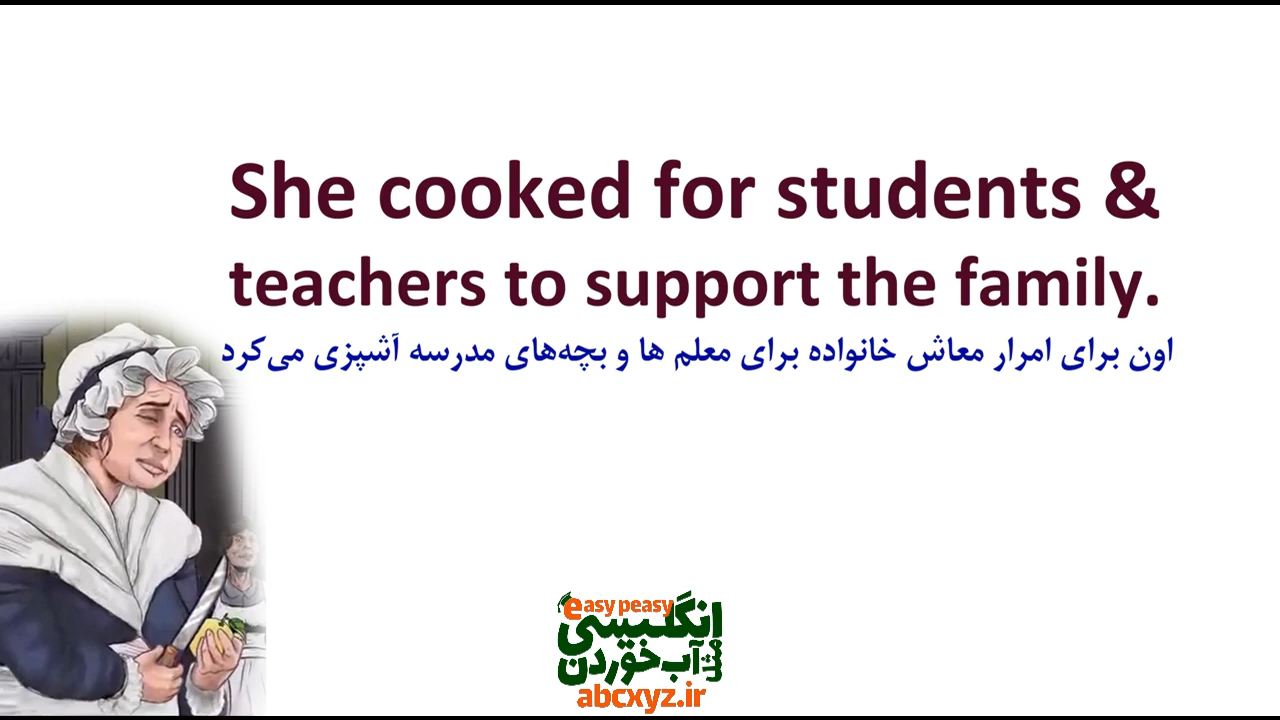 She cooked for students &
teachers to support the family.
اون برای امرار معاش خانواده برای معلم ها و بچه‌های مدرسه آشپزی می‌کرد
easy peasy
انگلیسی
مثل آب خوردن
abcxyz.ir